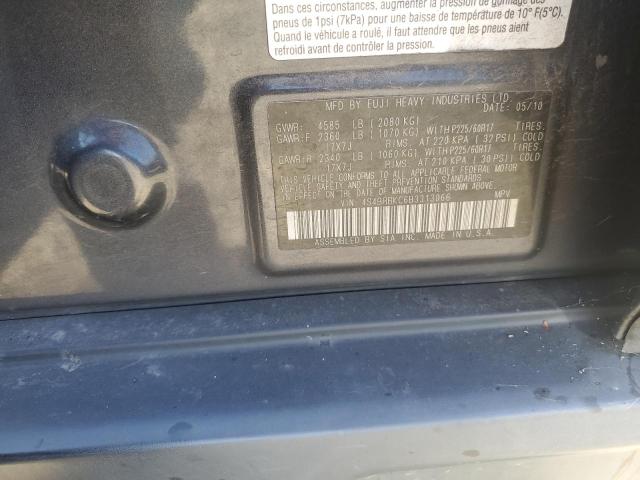 Dans ces circonstances, augmenter la pression de gonflage des
pneus de 1psi (7kPa) pour une baisse de température de 10° F(5°C).
Quand le véhicule a roulé, il faut attendre que les pneus aient
refroidi avant de contrôler la pression.
MFD BY FUJI HEAVY INDUSTRIES LTD.
DATE: 05/10
GVWR: 4585 LB (2080 KG)
GAWR:F 2360 LB (1070 KG) WITH P225/60R17 TIRES,
17X7J RIMS, AT 220 KPA (32 PSI) COLD
GAWR:R 2340 LB (1060 KG) WITH P225/60R17 TIRES,
17X7J RIMS, AT 210 KPA (30 PSI) COLD
THIS VEHICLE CONFORMS TO ALL APPLICABLE FEDERAL MOTOR
VEHICLE SAFETY AND THEFT PREVENTION STANDARDS IN
EFFECT ON THE DATE OF MANUFACTURE SHOWN ABOVE.
VIN: 4S4BRBKC6B3313066 MPV
ASSEMBLED BY SIA INC. MADE IN U.S.A.